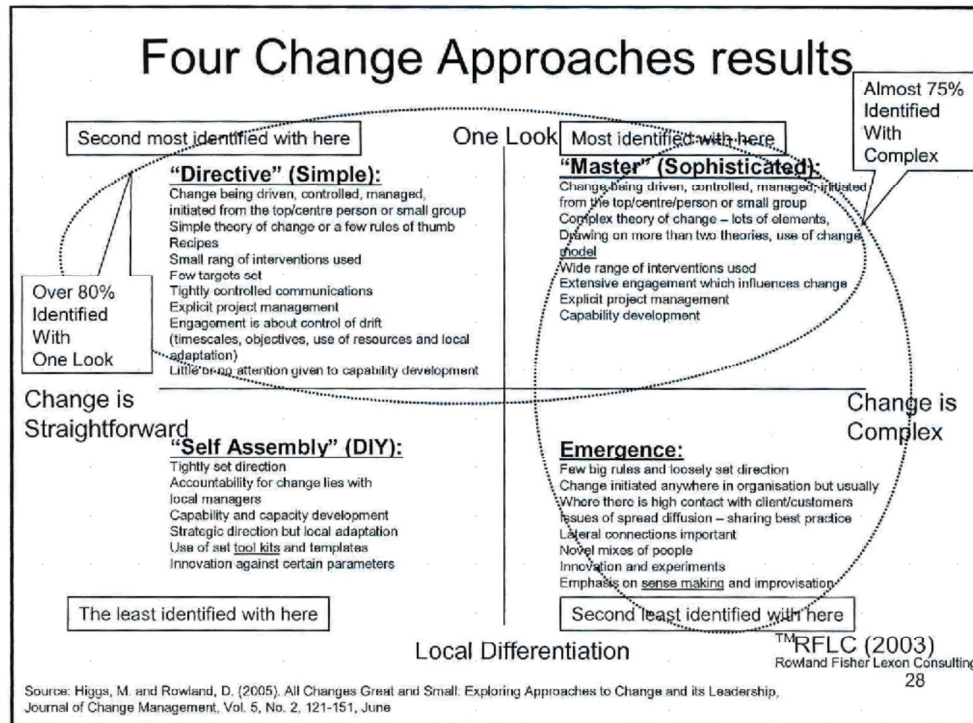 Four Change Approaches results
Almost 75%
Identified
With
Complex
Second most identified with here
One Look
Most identified with here
"Directive" (Simple):
Change being driven, controlled, managed,
initiated from the top/centre person or small group
Simple theory of change or a few rules of thumb
Recipes
Small rang of interventions used
Few targets set
Tightly controlled communications
Explicit project management
Engagement is about control of drift
(timescales, objectives, use of resources and local
adaptation)
Little or no attention given to capability development
"Master" (Sophisticated):
Change being driven, controlled, managed, initiated
from the top/centre/person or small group
Complex theory of change – lots of elements,
Drawing on more than two theories, use of change
model
Wide range of interventions used
Extensive engagement which influences change
Explicit project management
Capability development
Over 80%
Identified
With
One Look
Change is
Straightforward
Change is
Complex
"Self Assembly" (DIY):
Tightly set direction
Accountability for change lies with
local managers
Capability and capacity development
Strategic direction but local adaptation
Use of set tool kits and templates
Innovation against certain parameters
Emergence:
Few big rules and loosely set direction
Change initiated anywhere in organisation but usually
Where there is high contact with client/customers
Issues of spread diffusion – sharing best practice
Lateral connections important
Novel mixes of people
Innovation and experiments
Emphasis on sense making and improvisation
The least identified with here
Second least identified with here
Local Differentiation
™RFLC (2003)
Rowland Fisher Lexon Consulting
28
Source: Higgs, M. and Rowland, D. (2005). All Changes Great and Small: Exploring Approaches to Change and its Leadership,
Journal of Change Management, Vol. 5, No. 2, 121-151, June